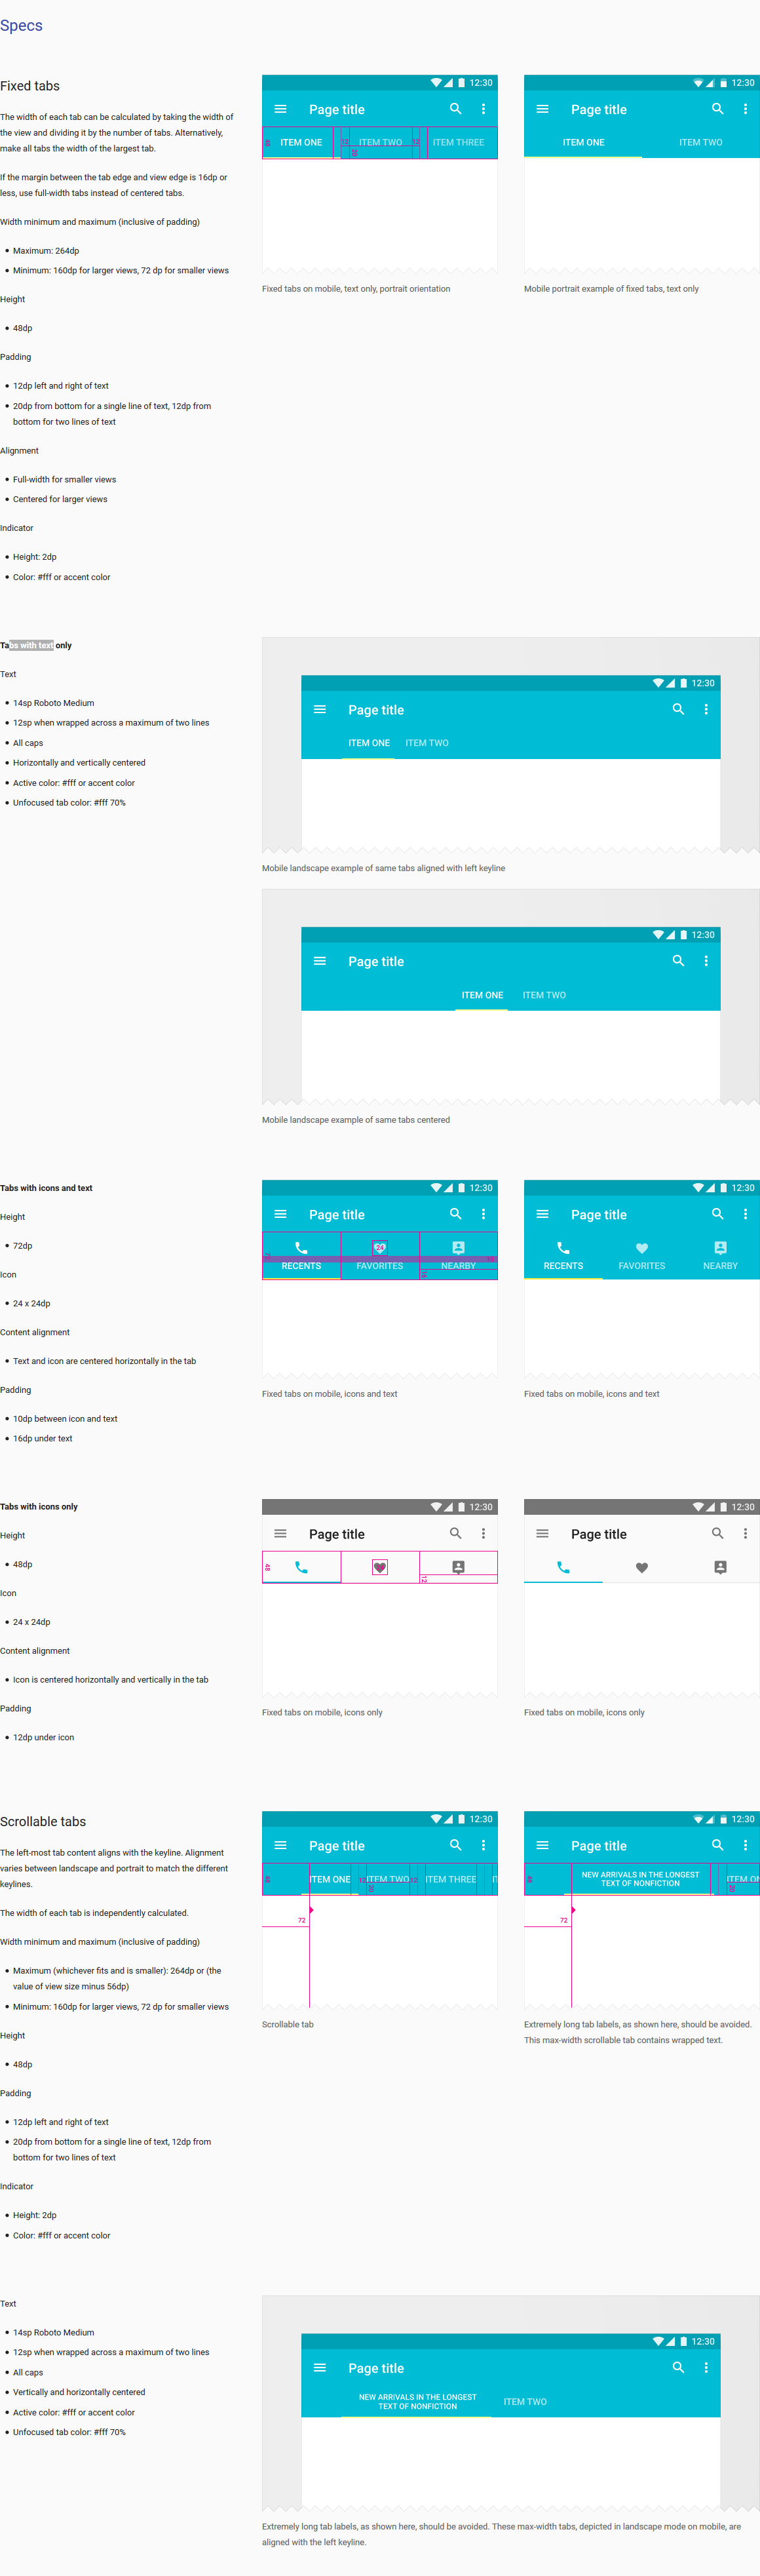 Specs
Fixed tabs
The width of each tab can be calculated by taking the width of
the view and dividing it by the number of tabs. Alternatively,
make all tabs the width of the largest tab.
If the margin between the tab edge and view edge is 16dp or
less, use full-width tabs instead of centered tabs.
Width minimum and maximum (inclusive of padding)
Maximum: 264dp
Minimum: 160dp for larger views, 72 dp for smaller views
Height
48dp
Padding
12dp left and right of text
20dp from bottom for a single line of text, 12dp from
bottom for two lines of text
Alignment
Full-width for smaller views
Centered for larger views
Indicator
Height: 2dp
Color: #fff or accent color
12:30
Page title
48
ITEM ONE
12
ITEM TWO
12
ITEM THREE
20
Fixed tabs on mobile, text only, portrait orientation
12:30
Page title
ITEM ONE
ITEM TWO
Mobile portrait example of fixed tabs, text only
Tabs with text only
Text
14sp Roboto Medium
12sp when wrapped across a maximum of two lines
All caps
Horizontally and vertically centered
Active color: #fff or accent color
Unfocused tab color: #fff 70%
12:30
Page title
ITEM ONE
ITEM TWO
Mobile landscape example of same tabs aligned with left keyline
12:30
Page title
ITEM ONE
ITEM TWO
Mobile landscape example of same tabs centered
Tabs with icons and text
Height
72dp
Icon
24 x 24dp
Content alignment
Text and icon are centered horizontally in the tab
Padding
10dp between icon and text
16dp under text
12:30
Page title
24
RECENTS
FAVORITES
NEARBY
16
Fixed tabs on mobile, icons and text
12:30
Page title
RECENTS
FAVORITES
NEARBY
Fixed tabs on mobile, icons and text
Tabs with icons only
Height
48dp
Icon
24 x 24dp
Content alignment
Icon is centered horizontally and vertically in the tab
Padding
12dp under icon
12:30
Page title
48
12
Fixed tabs on mobile, icons only
12:30
Page title
Fixed tabs on mobile, icons only
Scrollable tabs
The left-most tab content aligns with the keyline. Alignment
varies between landscape and portrait to match the different
keylines.
The width of each tab is independently calculated.
Width minimum and maximum (inclusive of padding)
Maximum (whichever fits and is smaller): 264dp or (the
value of view size minus 56dp)
Minimum: 160dp for larger views, 72 dp for smaller views
Height
48dp
Padding
12dp left and right of text
20dp from bottom for a single line of text, 12dp from
bottom for two lines of text
Indicator
Height: 2dp
Color: #fff or accent color
12:30
Page title
48
ITEM ONE
12
ITEM TWO
12
ITEM THREE
20
72
Scrollable tab
12:30
Page title
48
NEW ARRIVALS IN THE LONGEST
TEXT OF NONFICTION
ITEM ON
20
72
Extremely long tab labels, as shown here, should be avoided.
This max-width scrollable tab contains wrapped text.
Text
14sp Roboto Medium
12sp when wrapped across a maximum of two lines
All caps
Vertically and horizontally centered
Active color: #fff or accent color
Unfocused tab color: #fff 70%
12:30
Page title
NEW ARRIVALS IN THE LONGEST
TEXT OF NONFICTION
ITEM TWO
Extremely long tab labels, as shown here, should be avoided. These max-width tabs, depicted in landscape mode on mobile, are
aligned with the left keyline.